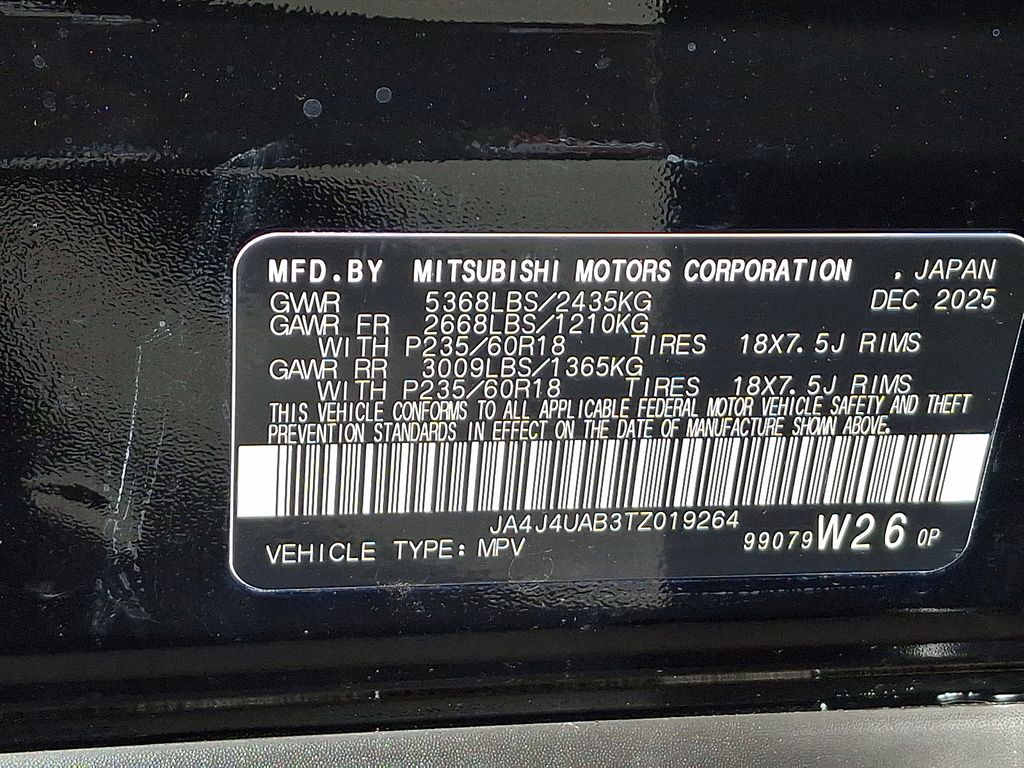 MFD.BY MITSUBISHI MOTORS CORPORATION . JAPAN
GVWR 5368LBS/2435KG DEC 2025
GAWR FR 2668LBS/1210KG
WITH P235/60R18 TIRES 18X7.5J RIMS
GAWR RR 3009LBS/1365KG
WITH P235/60R18 TIRES 18X7.5J RIMS
THIS VEHICLE CONFORMS TO ALL APPLICABLE FEDERAL MOTOR VEHICLE SAFETY AND THEFT
PREVENTION STANDARDS IN EFFECT ON THE DATE OF MANUFACTURE SHOWN ABOVE.
JA4J4UAB3TZ019264
VEHICLE TYPE: MPV 99079 W26 0P